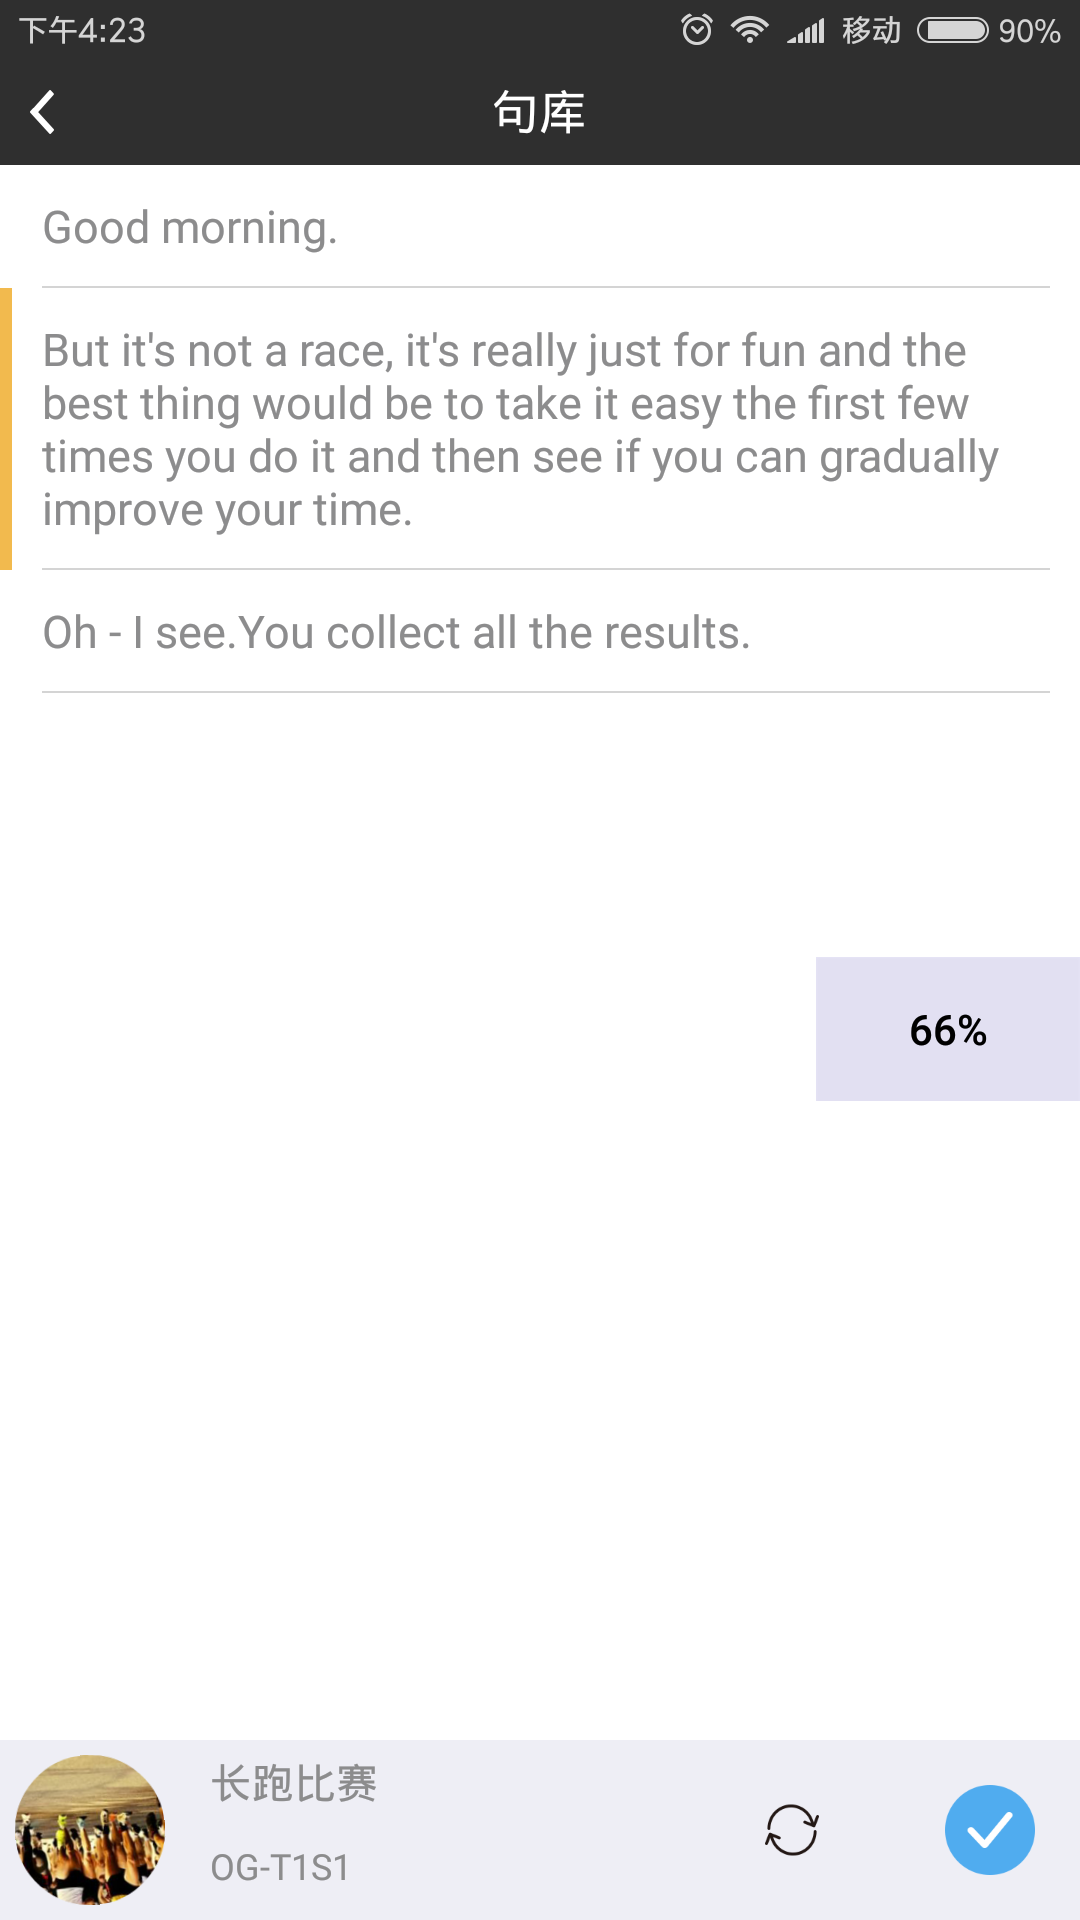 下午4:23 移动 90%
句库
Good morning.
But it's not a race, it's really just for fun and the
best thing would be to take it easy the first few
times you do it and then see if you can gradually
improve your time.
Oh - I see.You collect all the results.
66%
长跑比赛
OG-T1S1